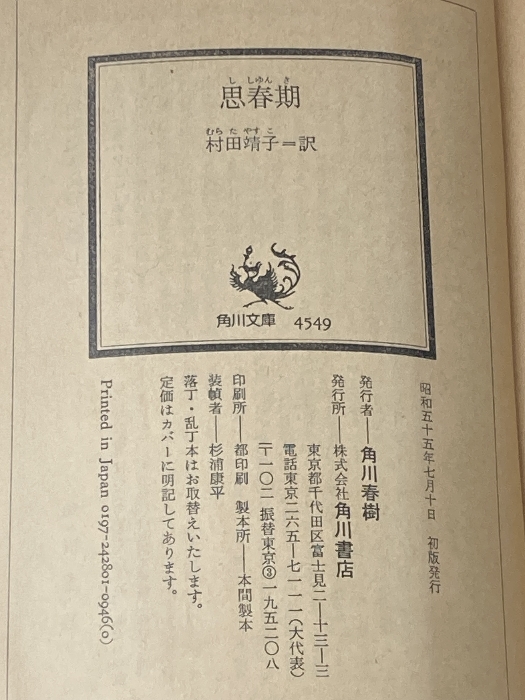 し しゅん き
思春期
むら た やす こ
村田靖子=訳
角川文庫 4549
昭和五十五年七月十日 初版発行
発行者——角川春樹
発行所——株式会社角川書店
東京都千代田区富士見二—十三—三
電話東京二六五—七一一一(大代表)
〒一〇二 振替東京③一九五二〇八
印刷所——都印刷 製本所——本間製本
装幀者——杉浦康平
落丁・乱丁本はお取替えいたします。
定価はカバーに明記してあります。
Printed in Japan 0197-242801-0946(0)